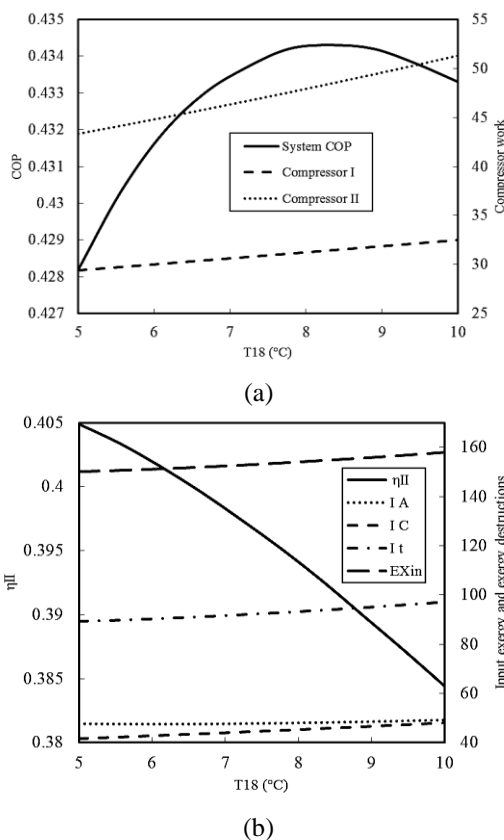 0.435
0.434
0.433
0.432
0.431
0.43
0.429
0.428
0.427
COP
55
50
45
40
35
30
25
Compressor work
System COP
Compressor I
Compressor II
5 6 7 8 9 10
T18 (°C)
(a)
0.405
0.4
0.395
0.39
0.385
0.38
ηII
160
140
120
100
80
60
40
Input exergy and exergy destructions
ηII
I A
I C
I t
EXin
5 6 7 8 9 10
T18 (°C)
(b)